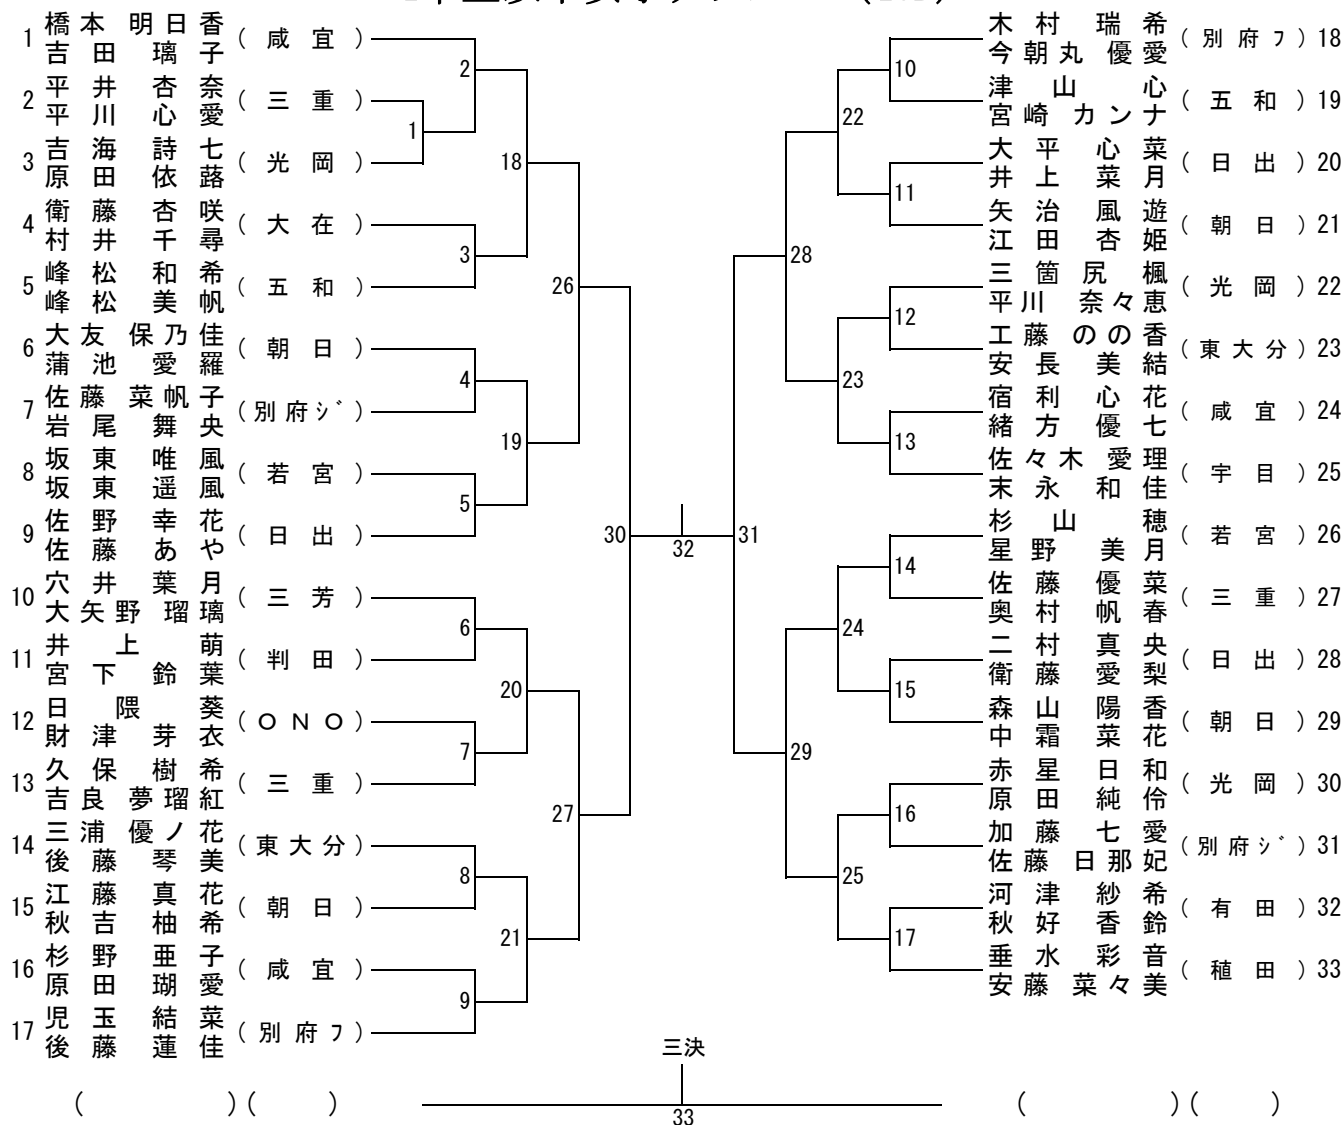 1 橋本 明日香 吉田 璃子 (咸宜)
2 平井杏奈 平川心愛 (三重)
3 吉海詩七 原田依蕗 (光岡)
4 衛藤杏咲 村井千尋 (大在)
5 峰松和希 峰松美帆 (五和)
6 大友 保乃佳 蒲池愛羅 (朝日)
7 佐藤 菜帆子 岩尾舞央 (別府ｼﾞ)
8 坂東唯風 坂東遥風 (若宮)
9 佐野幸花 佐藤あや (日出)
10 穴井葉月 大矢野 瑠璃 (三芳)
11 井上萌 宮下鈴葉 (判田)
12 日隈葵 財津芽衣 (ＯＮＯ)
13 久保樹希 吉良 夢瑠紅 (三重)
14 三浦 優ノ花 後藤琴美 (東大分)
15 江藤真花 秋吉柚希 (朝日)
16 杉野亜子 原田瑚愛 (咸宜)
17 児玉結菜 後藤蓮佳 (別府ﾌ)
1
2
3
4
5
6
7
8
9
18
19
20
21
26
27
30
32
31
28
29
22
23
24
25
10
11
12
13
14
15
16
17
木村瑞希 今朝丸 優愛 (別府ﾌ) 18
津山心 宮崎 カンナ (五和) 19
大平心菜 井上菜月 (日出) 20
矢治風遊 江田杏姫 (朝日) 21
三箇尻 楓 平川 奈々恵 (光岡) 22
工藤 のの香 安長美結 (東大分) 23
宿利心花 緒方優七 (咸宜) 24
佐々木 愛理 末永和佳 (宇目) 25
杉山穂 星野美月 (若宮) 26
佐藤優菜 奥村帆春 (三重) 27
二村真央 衛藤愛梨 (日出) 28
森山陽香 中霜菜花 (朝日) 29
赤星日和 原田純伶 (光岡) 30
加藤七愛 佐藤 日那妃 (別府ｼﾞ) 31
河津紗希 秋好香鈴 (有田) 32
垂水彩音 安藤 菜々美 (稙田) 33
三決
( )( ) 33 ( )( )